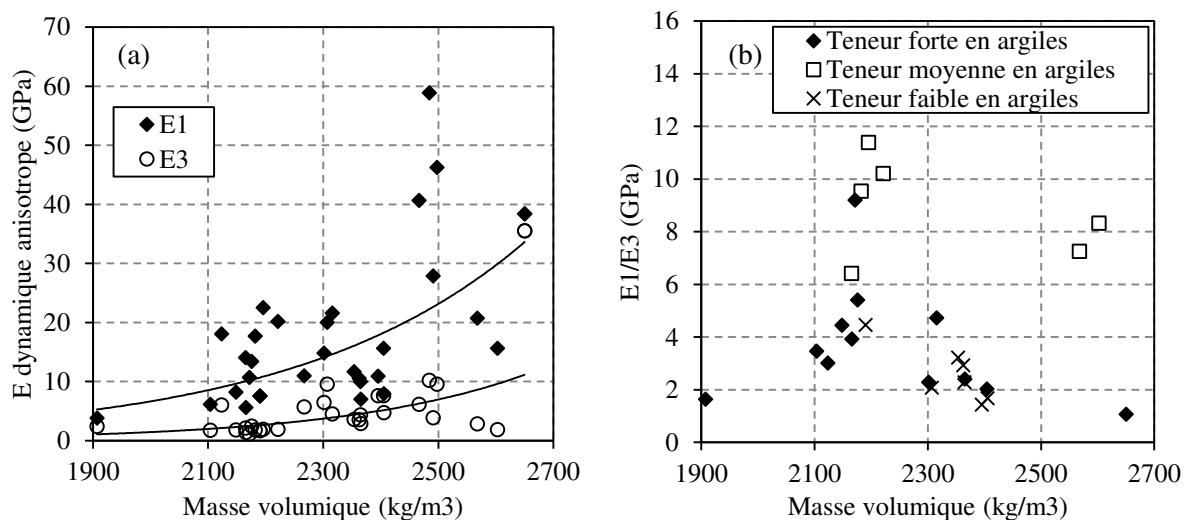 70
60
50
40
30
20
10
0
1900 2100 2300 2500 2700
E dynamique anisotrope (GPa)
Masse volumique (kg/m3)
(a)
E1
E3
16
14
12
10
8
6
4
2
0
1900 2100 2300 2500 2700
E1/E3 (GPa)
Masse volumique (kg/m3)
(b)
Teneur forte en argiles
Teneur moyenne en argiles
Teneur faible en argiles